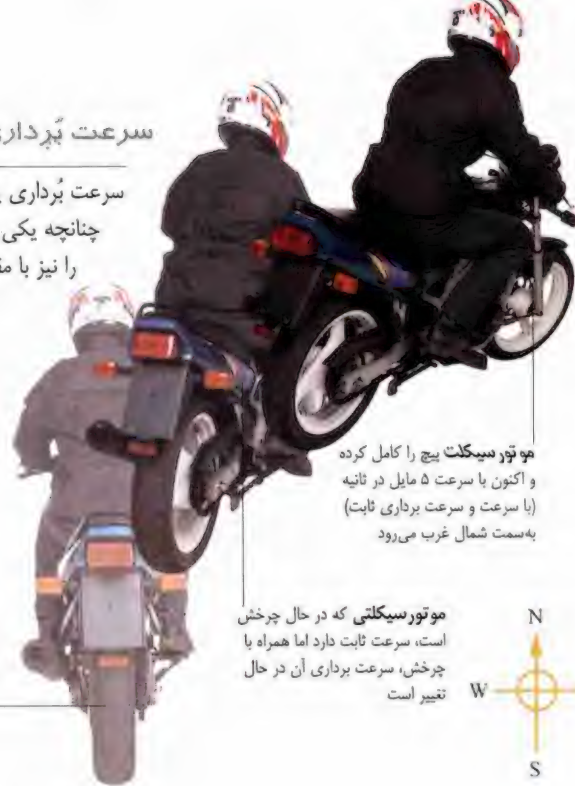 سرعت بُرداری
سرعت بُرداری
چنانچه یکی
را نیز با
موتورسیکلت پیچ را کامل کرده
و اکنون با سرعت ۵ مایل در ثانیه
(با سرعت و سرعت برداری ثابت)
به‌سمت شمال غرب می‌رود
موتورسیکلتی که در حال چرخش
است، سرعت ثابت دارد اما همراه با
چرخش، سرعت برداری آن در حال
تغییر است
N
W
S